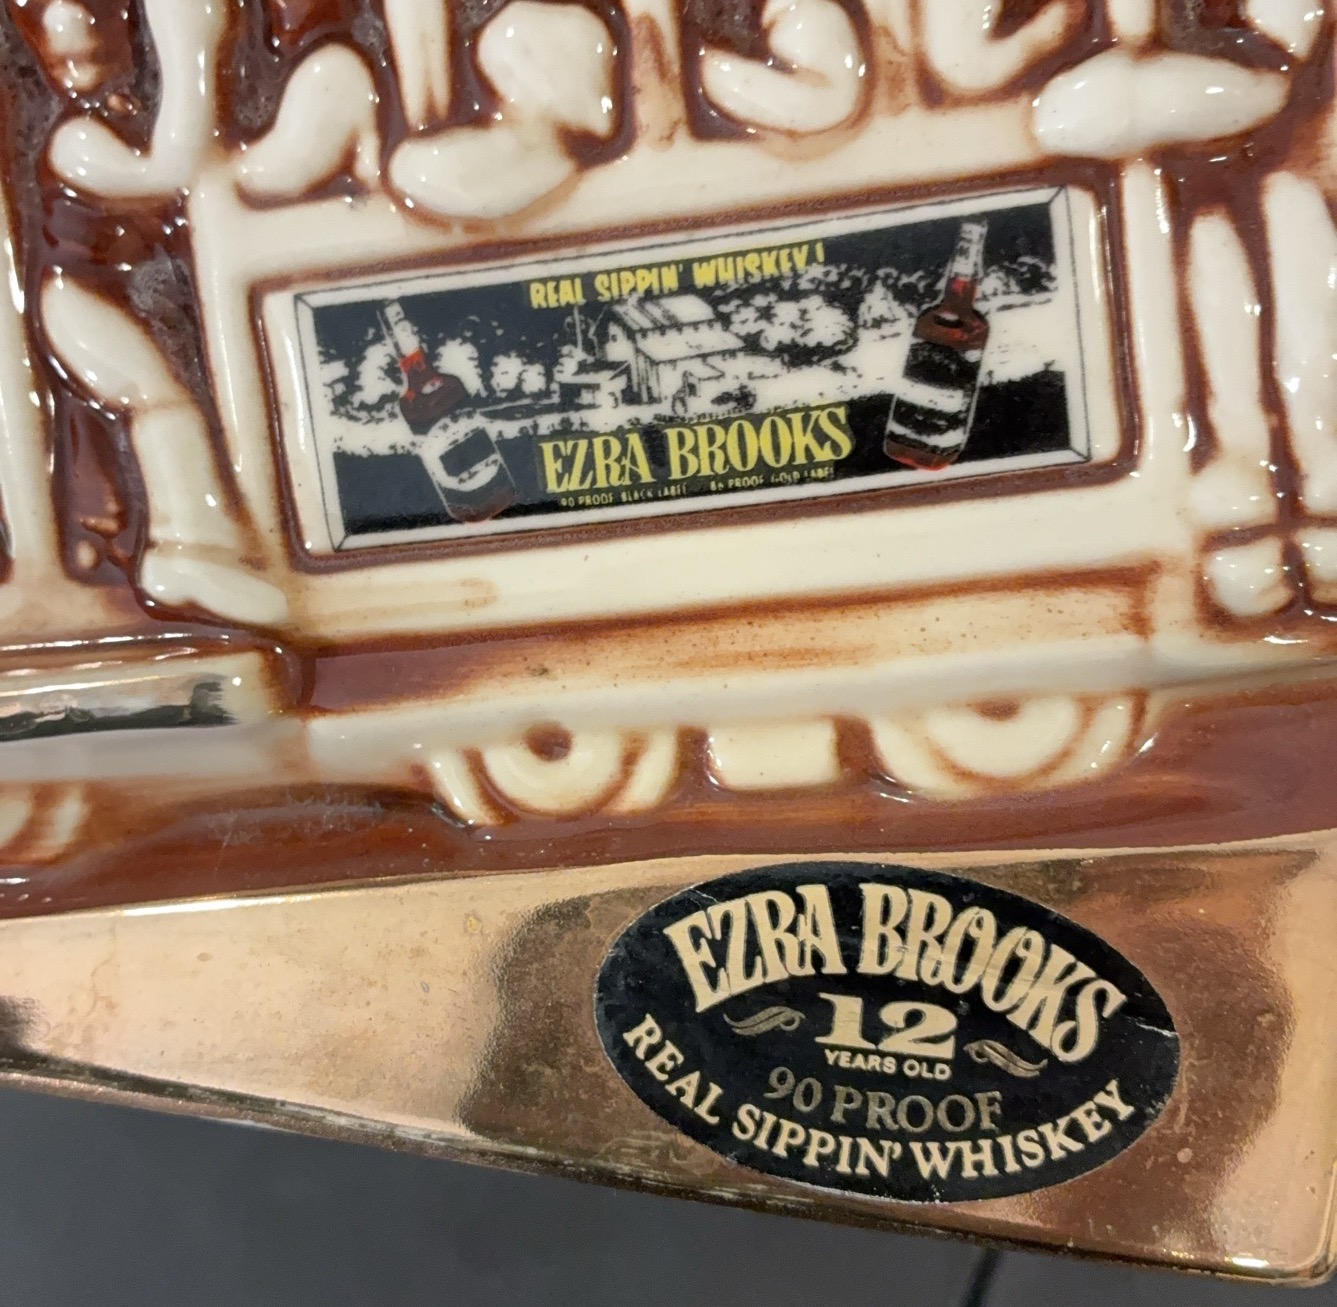 REAL SIPPIN' WHISKEY!
EZRA BROOKS
90 PROOF BLACK LABEL 86 PROOF GOLD LABEL
EZRA BROOKS
12
YEARS OLD
90 PROOF
REAL SIPPIN' WHISKEY